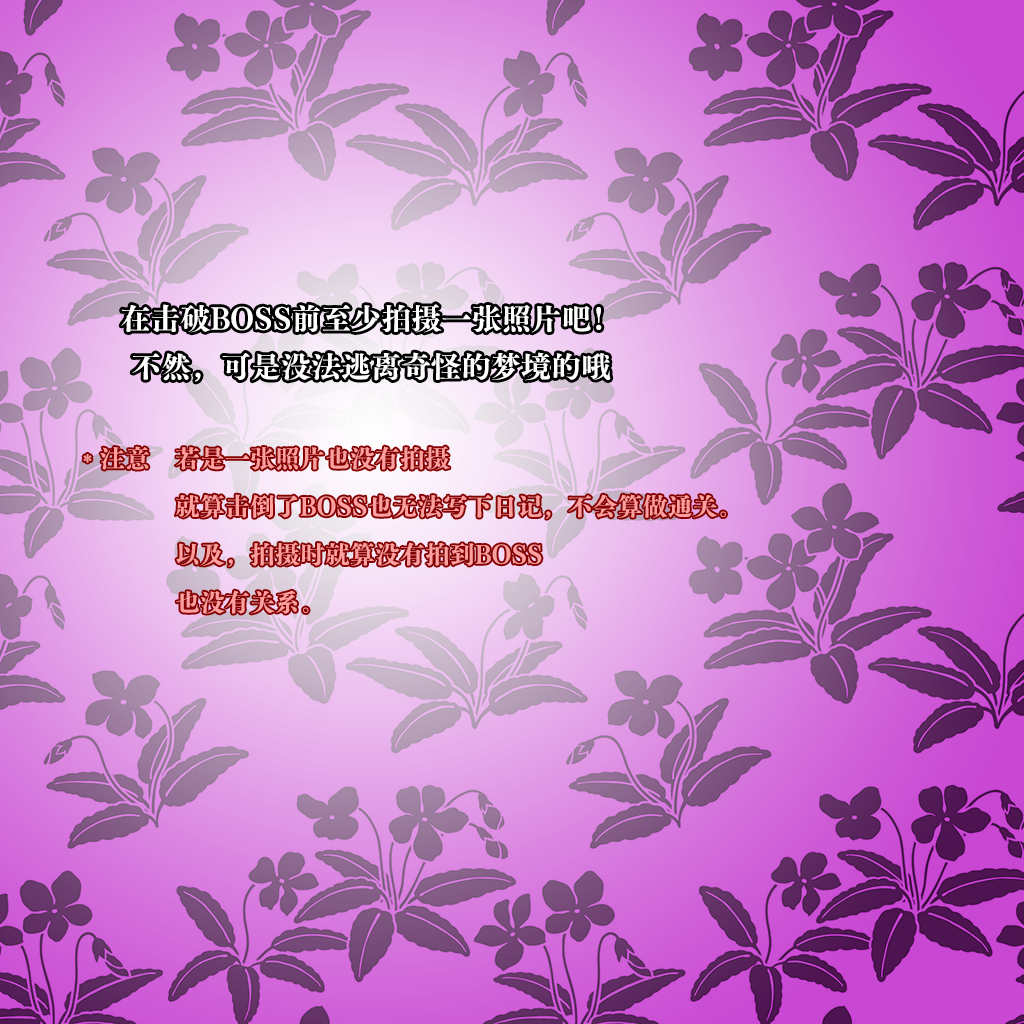 在击破BOSS前至少拍摄一张照片吧！
不然，可是没法逃离奇怪的梦境的哦
* 注意　若是一张照片也没有拍摄
就算击倒了BOSS也无法写下日记，不会算做通关。
以及，拍摄时就算没有拍到BOSS
也没有关系。